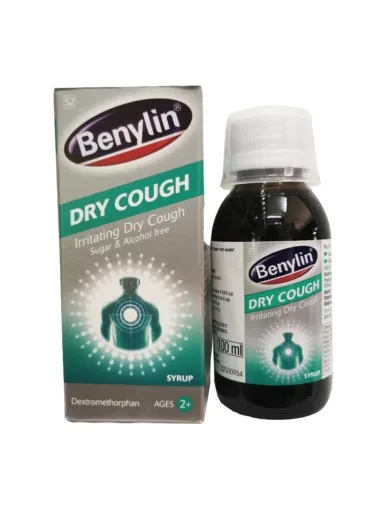 S2
Benylin®
DRY COUGH
Irritating Dry Cough
Sugar & Alcohol free
SYRUP
Dextromethorphan
AGES 2+
Benylin®
DRY COUGH
Irritating Dry Cough
100 ml
SYRUP